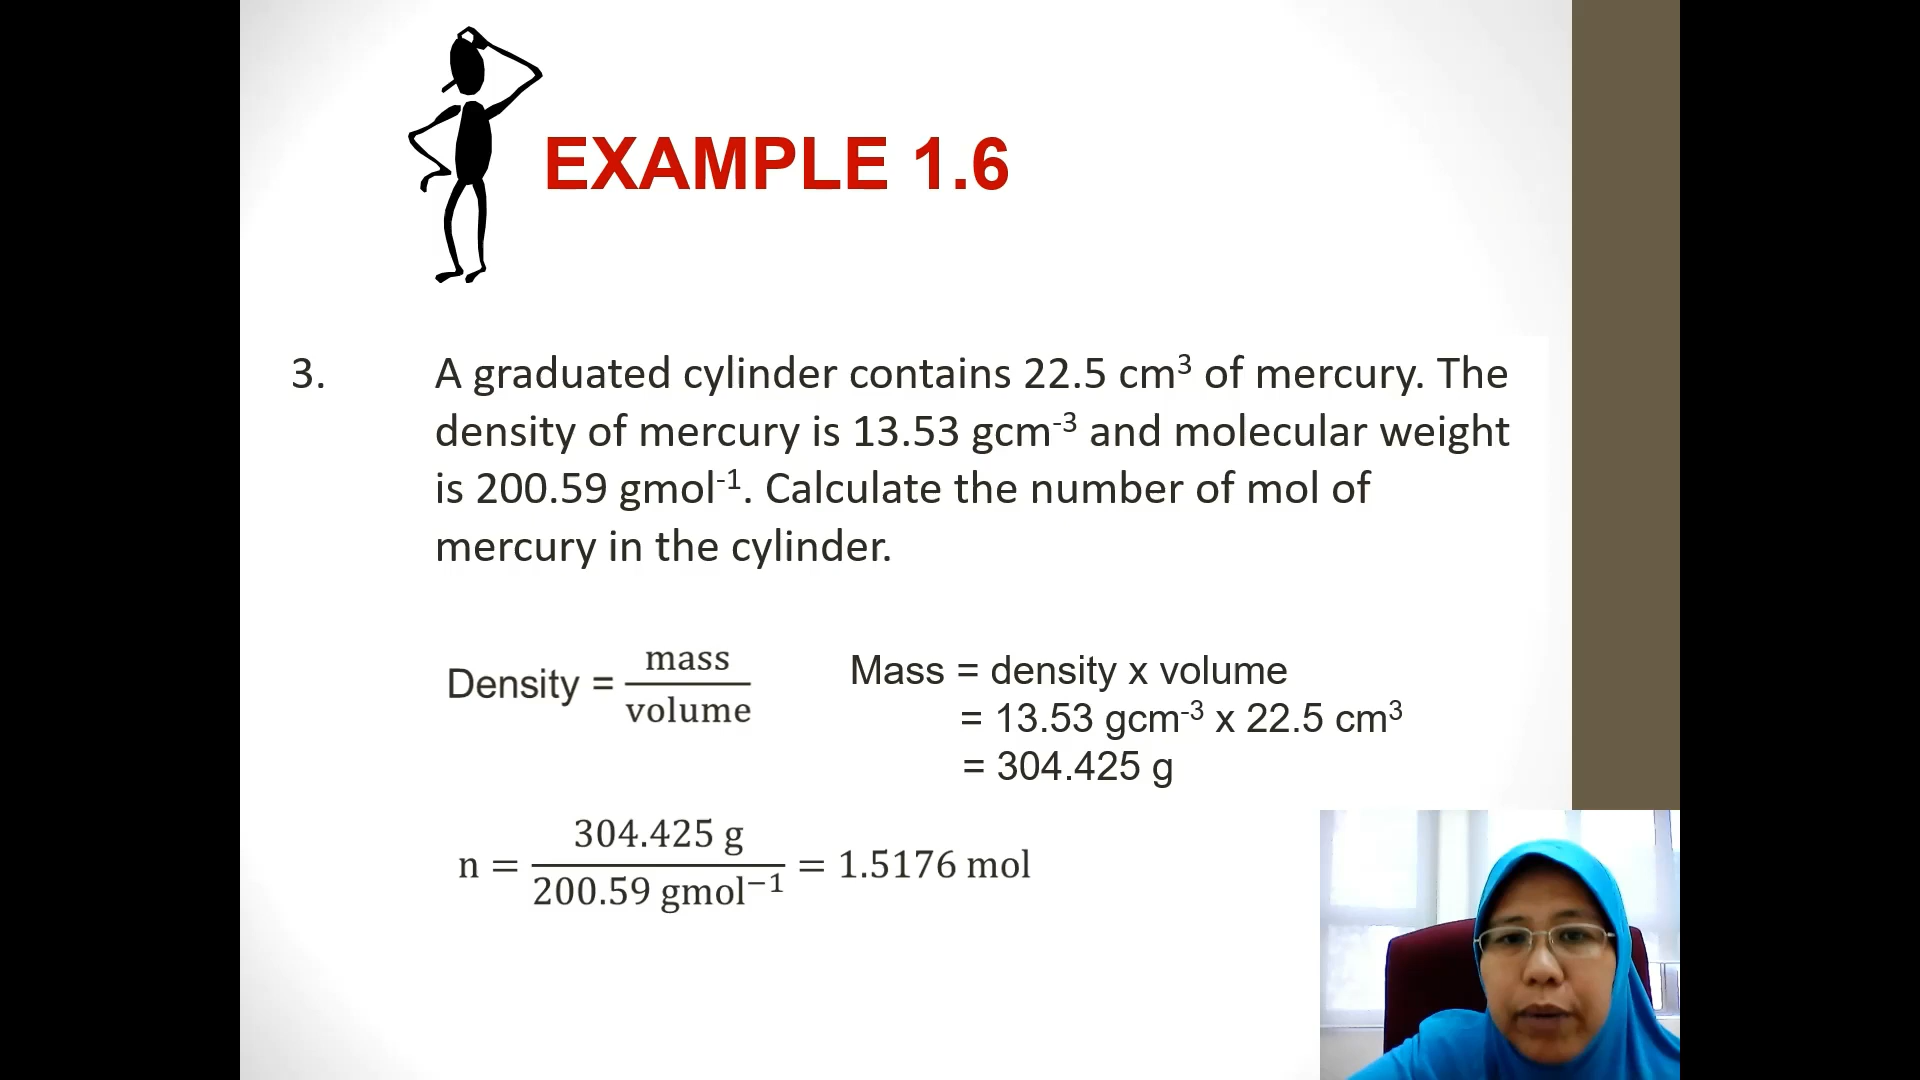 EXAMPLE 1.6
3. A graduated cylinder contains 22.5 cm³ of mercury. The
density of mercury is 13.53 gcm⁻³ and molecular weight
is 200.59 gmol⁻¹. Calculate the number of mol of
mercury in the cylinder.
Density = mass / volume
Mass = density x volume
= 13.53 gcm⁻³ x 22.5 cm³
= 304.425 g
n = 304.425 g / 200.59 gmol⁻¹ = 1.5176 mol